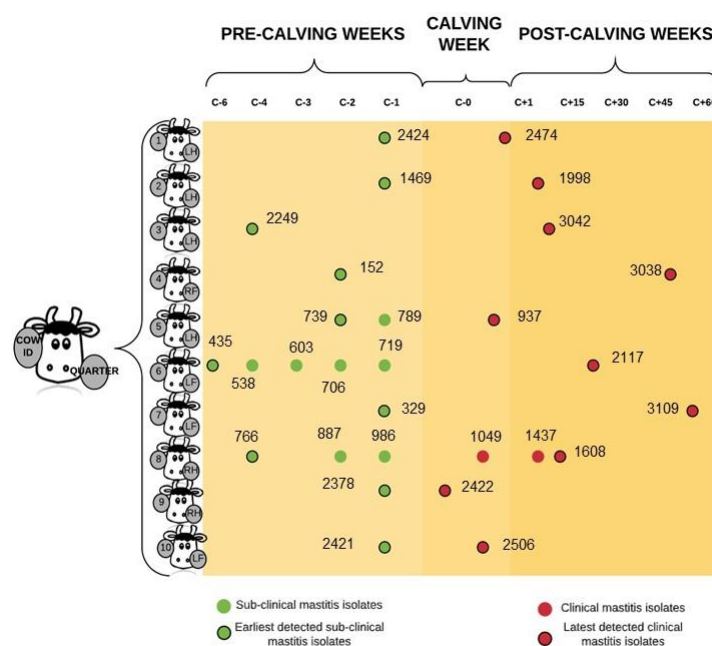 PRE-CALVING WEEKS
CALVING
WEEK
POST-CALVING WEEKS
C-6 C-4 C-3 C-2 C-1 C-0 C+1 C+15 C+30 C+45 C+60
1 LH 2424 2474
2 LH 1469 1998
3 LH 2249 3042
4 RF 152 3038
5 LH 739 789 937
COW
ID
QUARTER
6 LF 435 538 603 706 719 2117
7 LF 329 3109
8 RH 766 887 986 1049 1437 1608
9 RH 2378 2422
10 LF 2421 2506
Sub-clinical mastitis isolates
Earliest detected sub-clinical
mastitis isolates
Clinical mastitis isolates
Latest detected clinical
mastitis isolates